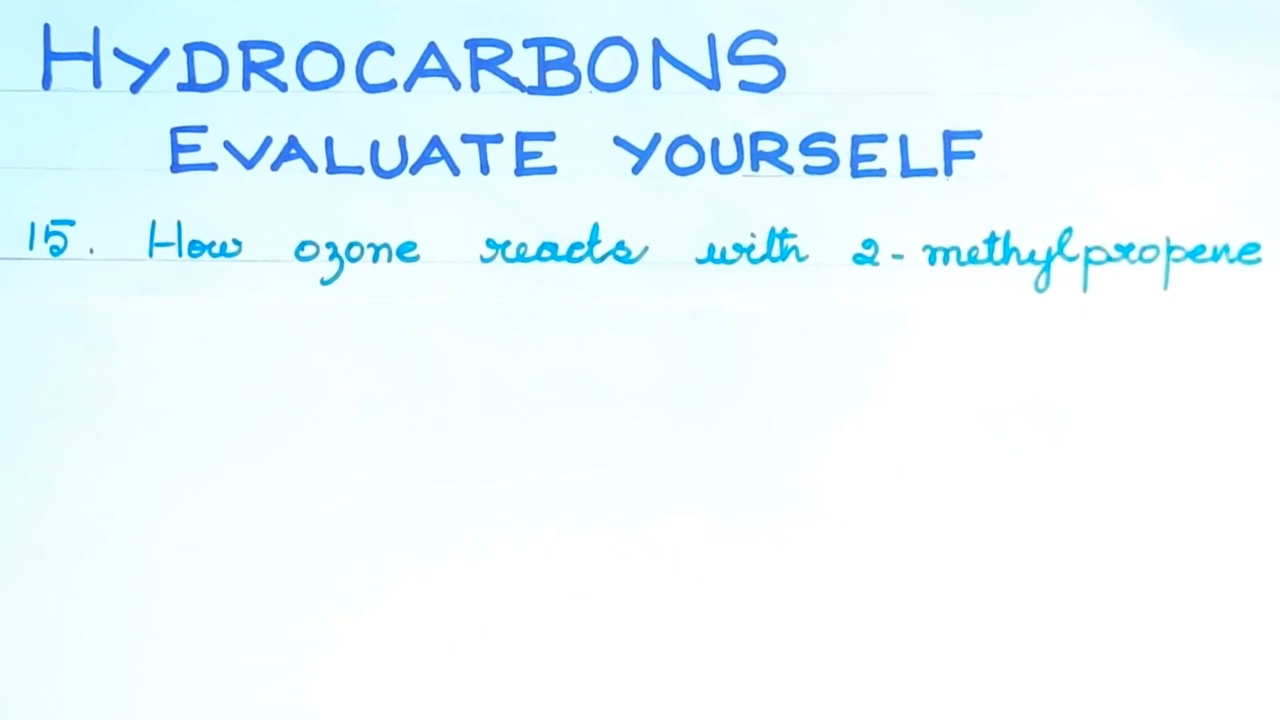 HYDROCARBONS
EVALUATE YOURSELF
15. How ozone reacts with 2-methylpropene